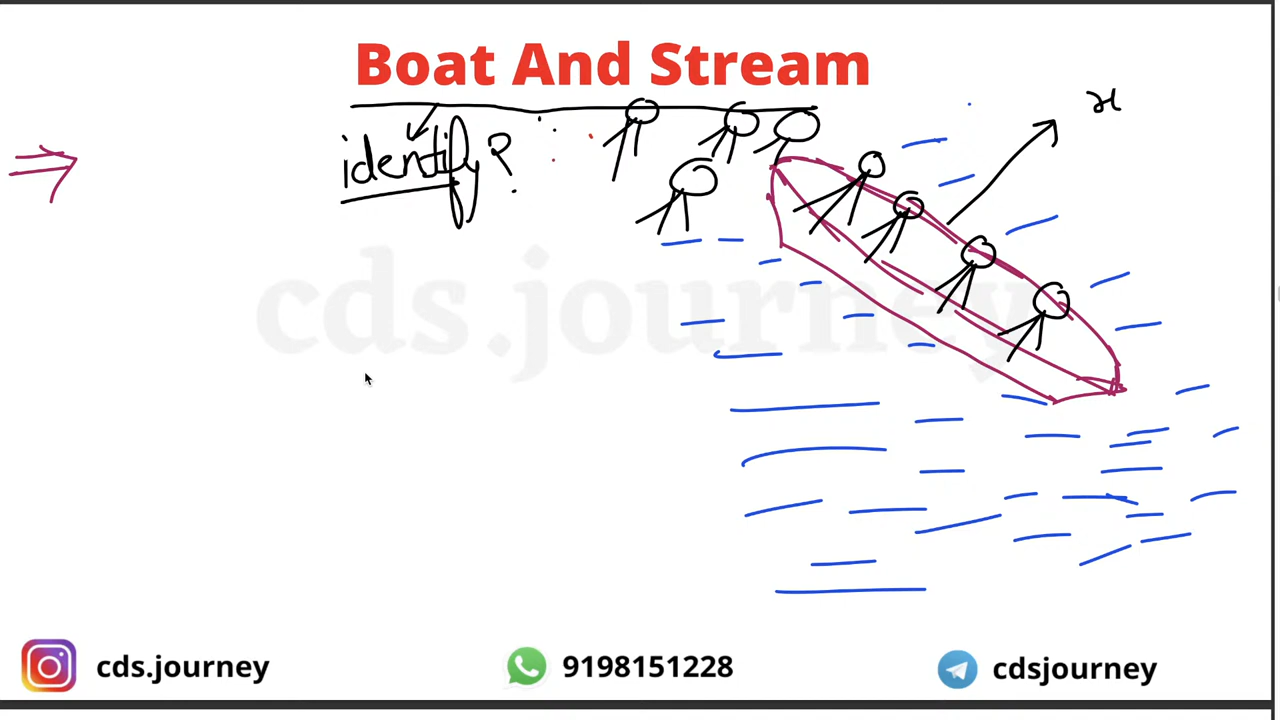 Boat And Stream
x
identify?
cds.journey
cds.journey
9198151228
cdsjourney